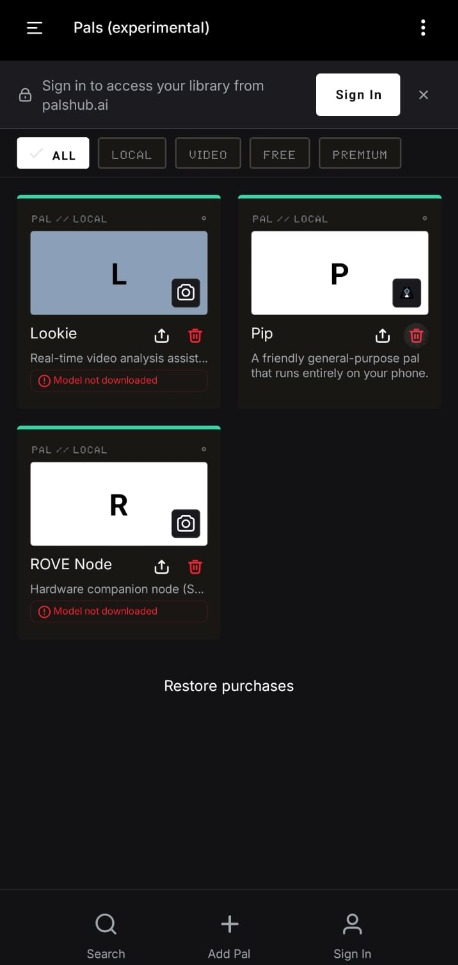 Pals (experimental)
Sign in to access your library from
palshub.ai
Sign In
ALL
LOCAL
VIDEO
FREE
PREMIUM
PAL // LOCAL
L
Lookie
Real-time video analysis assist...
Model not downloaded
PAL // LOCAL
P
Pip
A friendly general-purpose pal
that runs entirely on your phone.
PAL // LOCAL
R
ROVE Node
Hardware companion node (S...
Model not downloaded
Restore purchases
Search
Add Pal
Sign In